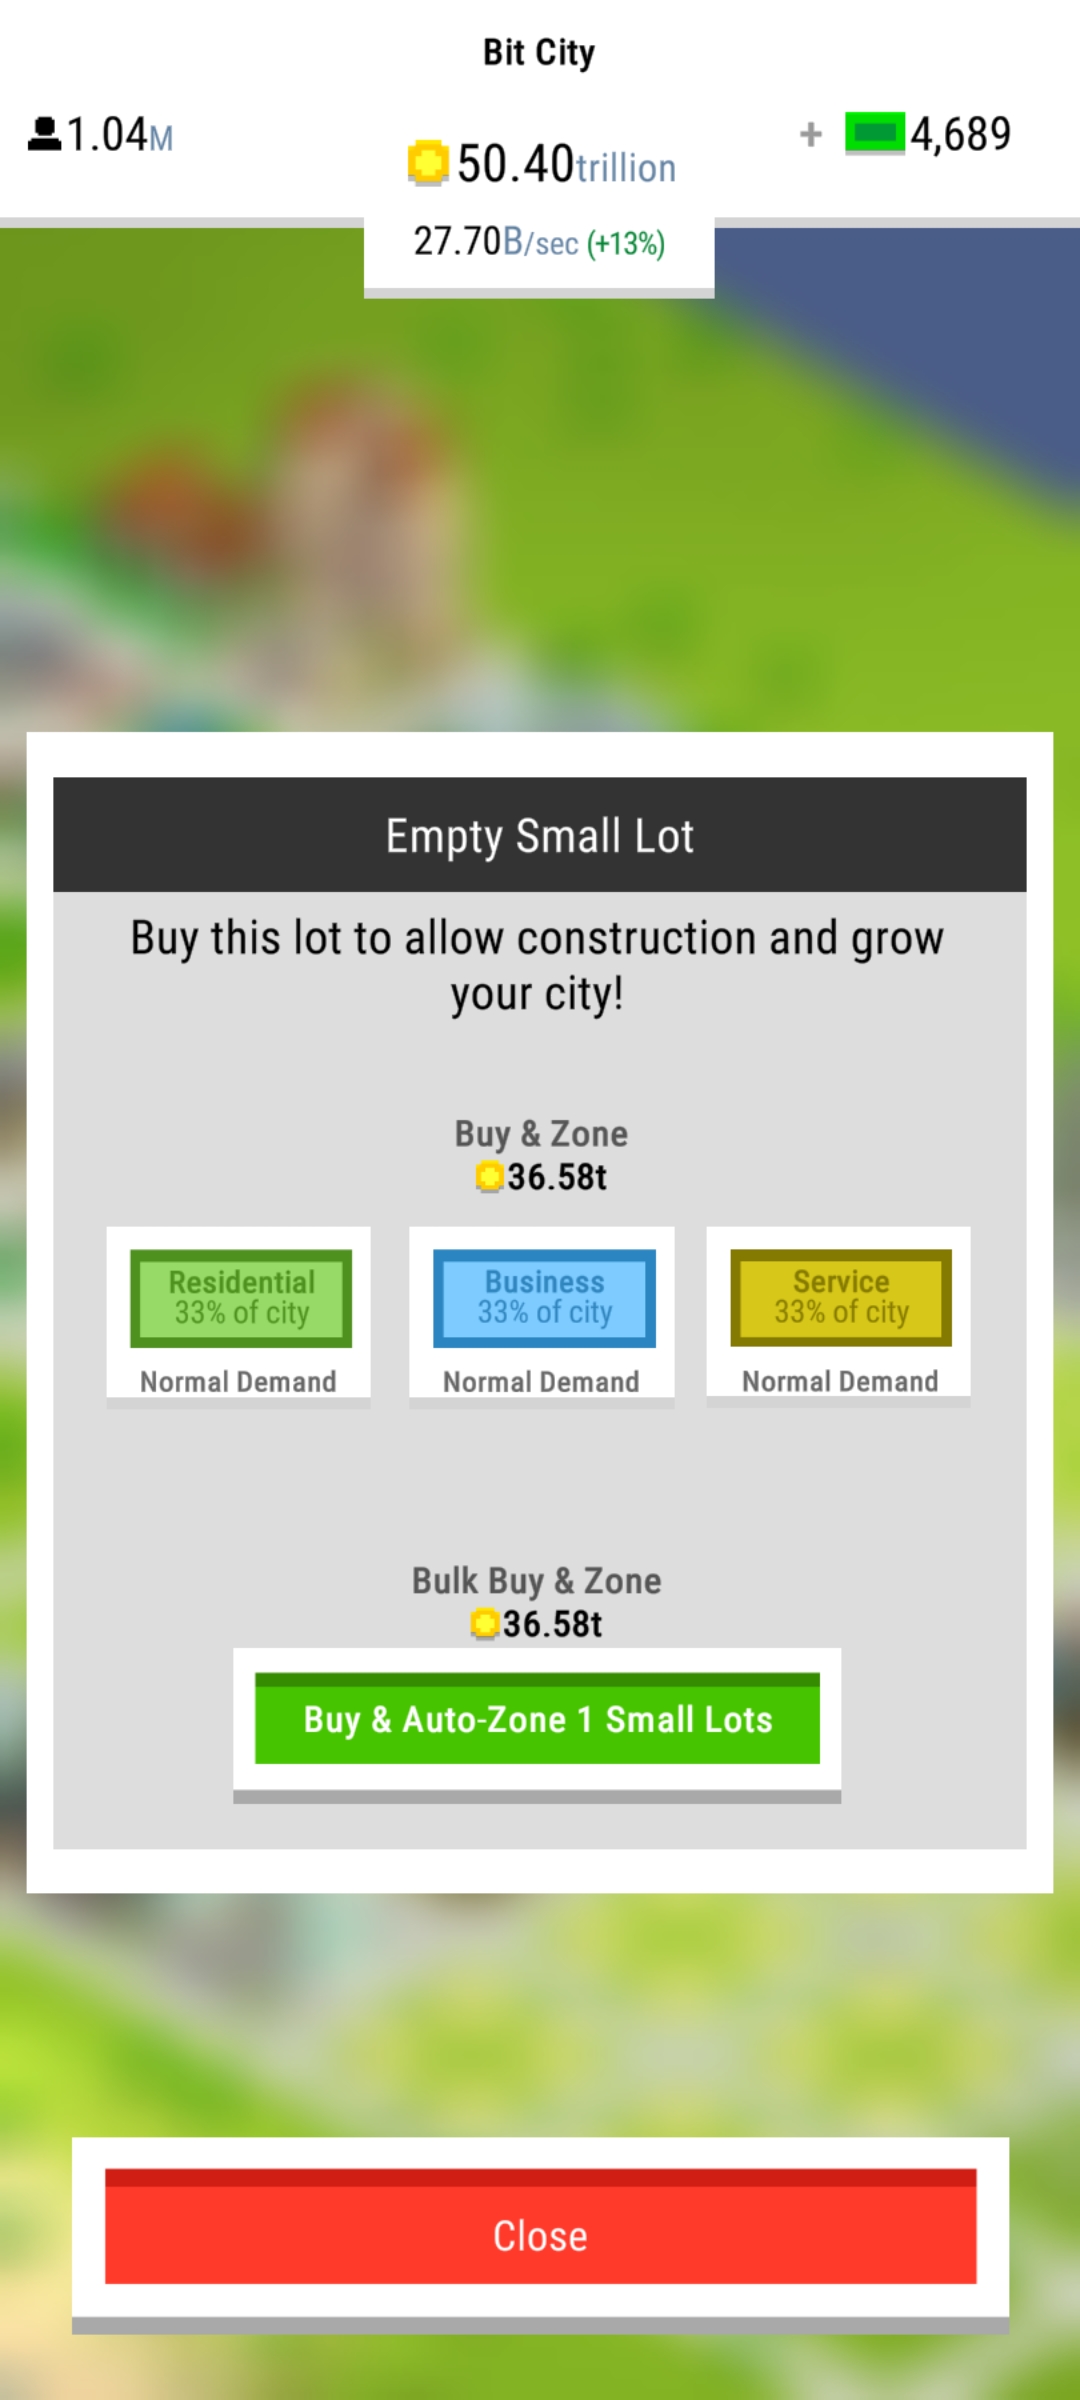 Bit City
1.04M
50.40trillion
+ 4,689
27.70B/sec (+13%)
Empty Small Lot
Buy this lot to allow construction and grow
your city!
Buy & Zone
36.58t
Residential
33% of city
Normal Demand
Business
33% of city
Normal Demand
Service
33% of city
Normal Demand
Bulk Buy & Zone
36.58t
Buy & Auto-Zone 1 Small Lots
Close